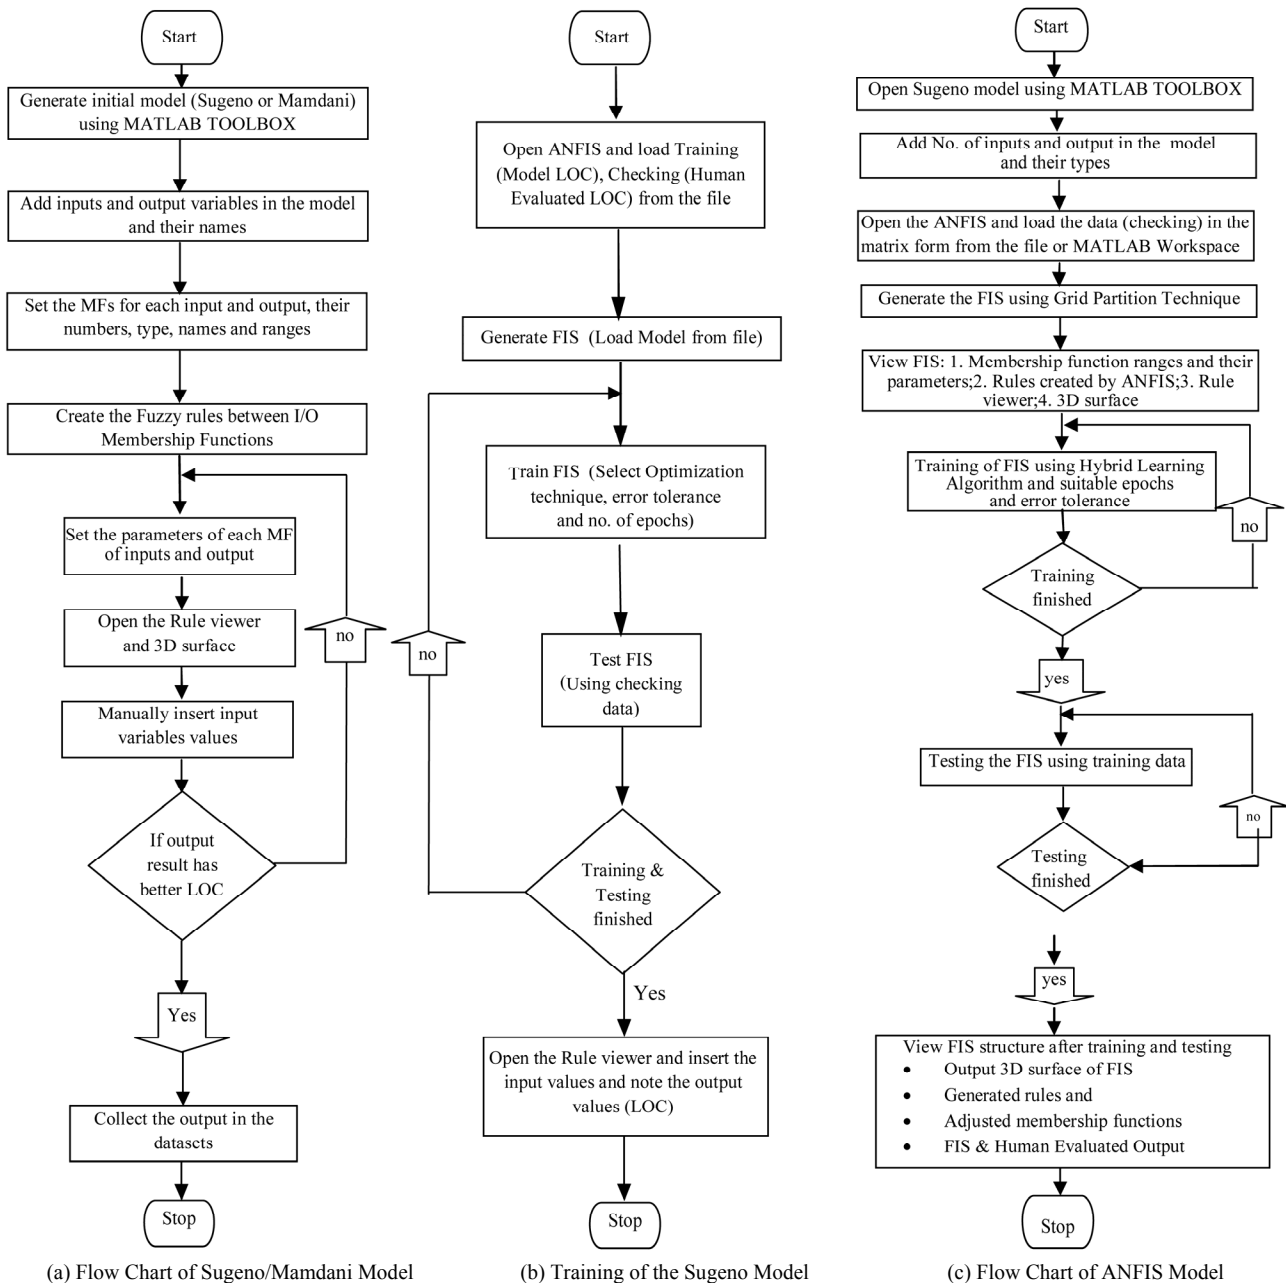 Start
Generate initial model (Sugeno or Mamdani)
using MATLAB TOOLBOX
Add inputs and output variables in the model
and their names
Set the MFs for each input and output, their
numbers, type, names and ranges
Create the Fuzzy rules between I/O
Membership Functions
Set the parameters of each MF
of inputs and output
Open the Rule viewer
and 3D surface
no
Manually insert input
variables values
If output
result has
better LOC
Yes
Collect the output in the
datasets
Stop
(a) Flow Chart of Sugeno/Mamdani Model
Start
Open ANFIS and load Training
(Model LOC), Checking (Human
Evaluated LOC) from the file
Generate FIS (Load Model from file)
Train FIS (Select Optimization
technique, error tolerance
and no. of epochs)
no
Test FIS
(Using checking
data)
Training &
Testing
finished
Yes
Open the Rule viewer and insert the
input values and note the output
values (LOC)
Stop
(b) Training of the Sugeno Model
Start
Open Sugeno model using MATLAB TOOLBOX
Add No. of inputs and output in the model
and their types
Open the ANFIS and load the data (checking) in the
matrix form from the file or MATLAB Workspace
Generate the FIS using Grid Partition Technique
View FIS: 1. Membership function ranges and their
parameters;2. Rules created by ANFIS;3. Rule
viewer;4. 3D surface
Training of FIS using Hybrid Learning
Algorithm and suitable epochs
and error tolerance
no
Training
finished
yes
Testing the FIS using training data
no
Testing
finished
yes
View FIS structure after training and testing
• Output 3D surface of FIS
• Generated rules and
• Adjusted membership functions
• FIS & Human Evaluated Output
Stop
(c) Flow Chart of ANFIS Model